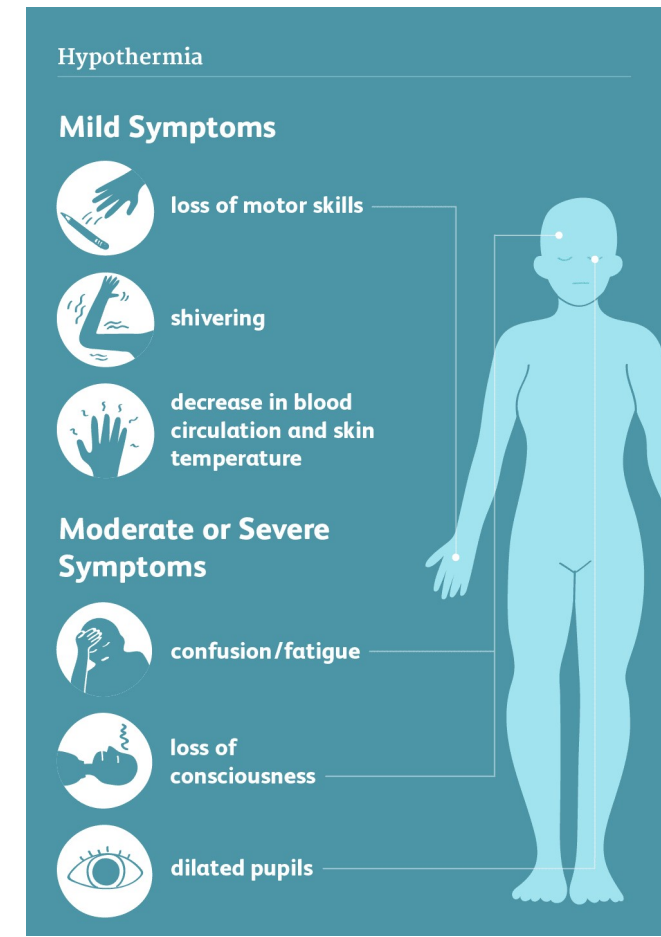 Hypothermia
Mild Symptoms
loss of motor skills
shivering
decrease in blood
circulation and skin
temperature
Moderate or Severe
Symptoms
confusion/fatigue
loss of
consciousness
dilated pupils